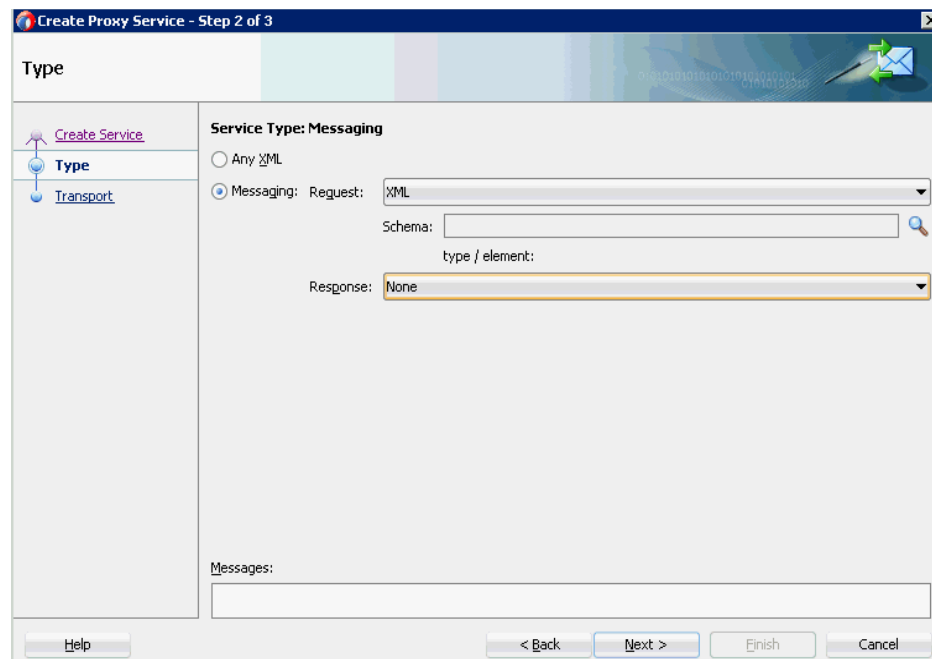 Create Proxy Service - Step 2 of 3
Type
Create Service
Type
Transport
Service Type: Messaging
Any XML
Messaging: Request: XML
Schema:
type / element:
Response: None
Messages:
Help < Back Next > Finish Cancel